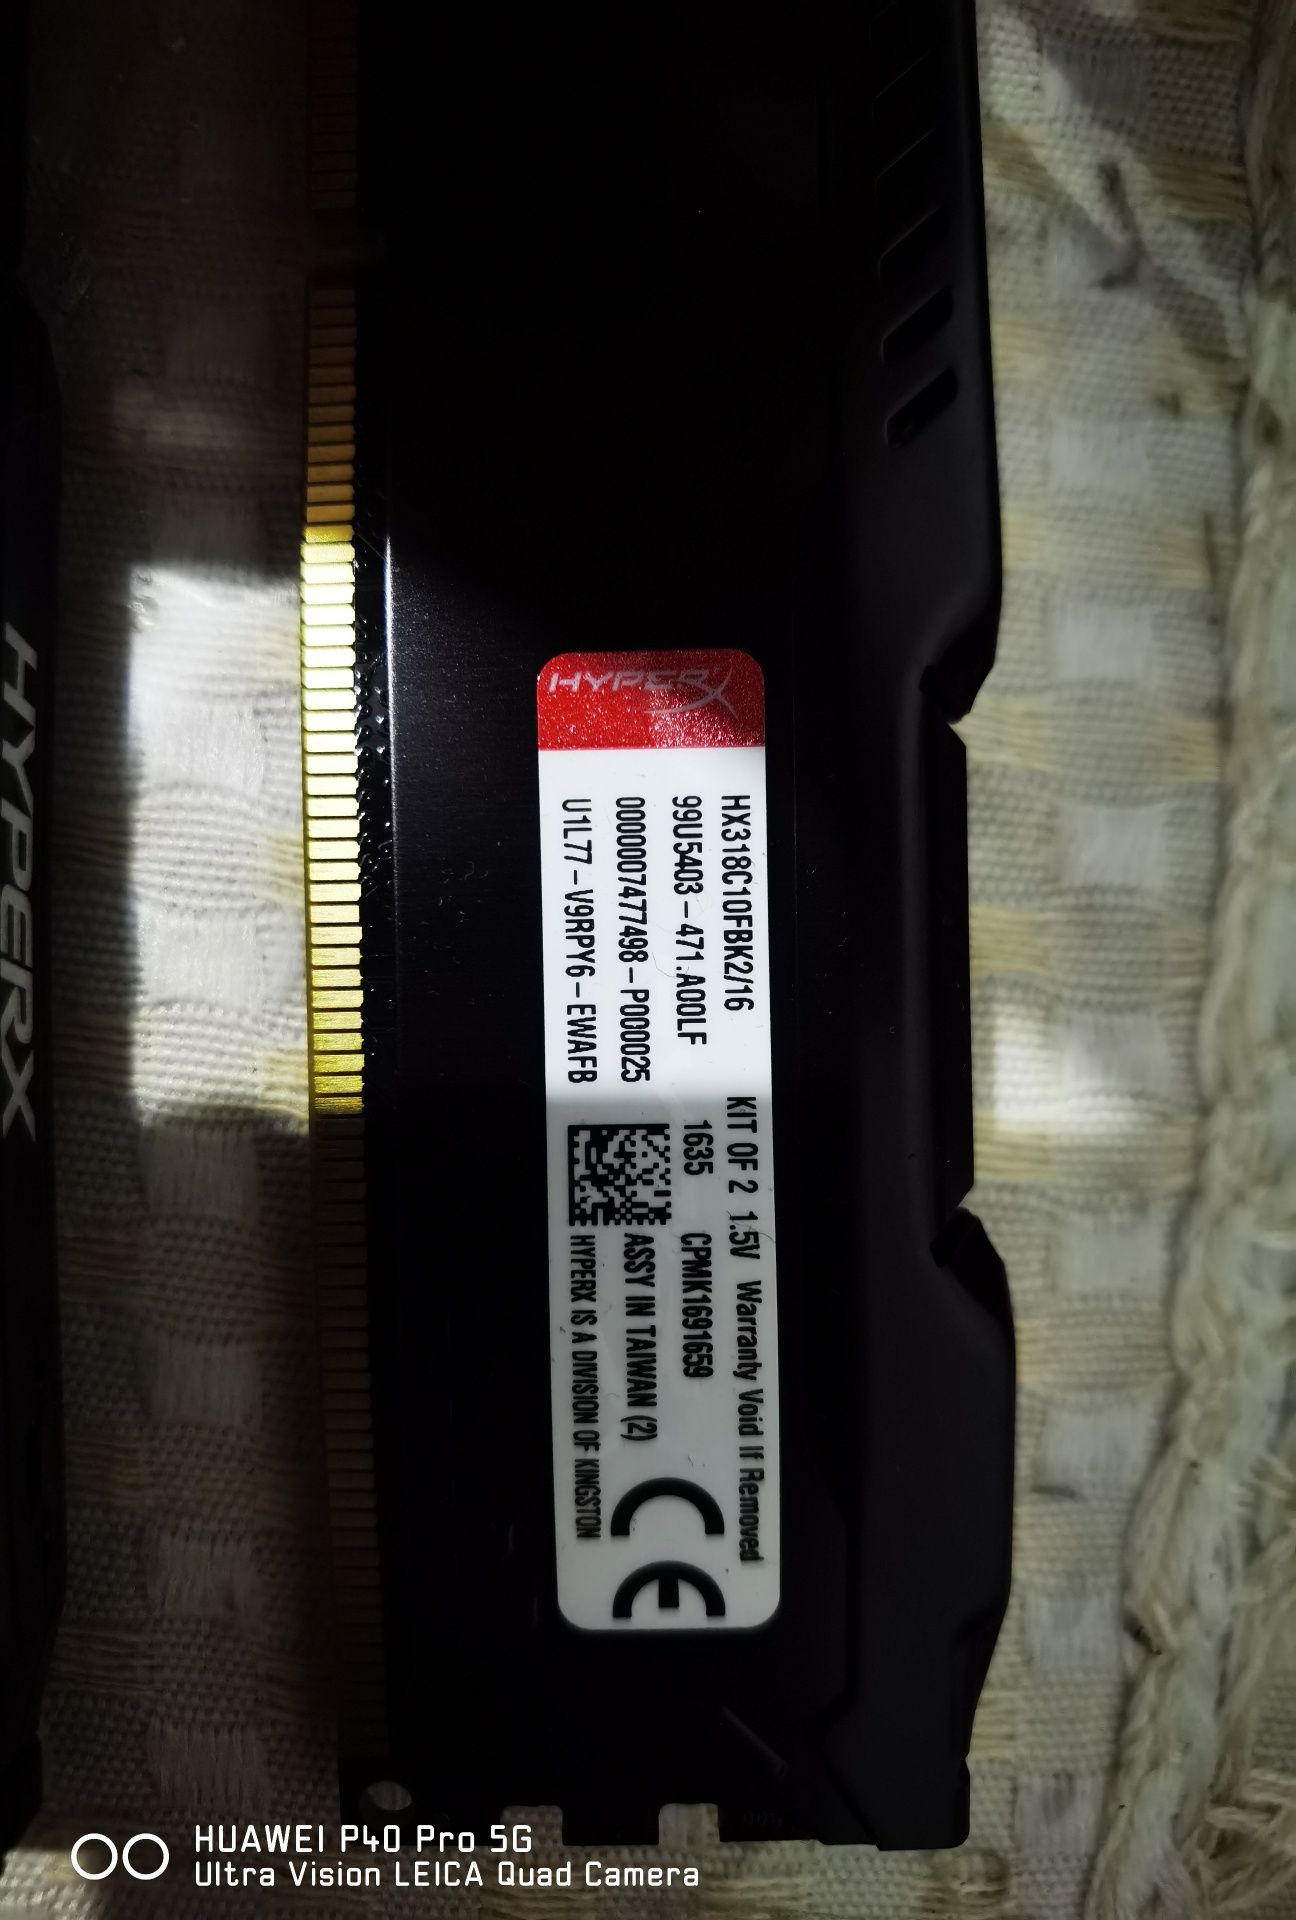 HYPERX
HYPERX
HX318C10FBK2/16 KIT OF 2 1.5V Warranty Void If Removed
99U5403-471.A00LF 1635 CPMK1691659
0000007477498-P000025 ASSY IN TAIWAN (2)
U1L77-V9RPY6-EWAFB HYPERX IS A DIVISION OF KINGSTON
CE
HUAWEI P40 Pro 5G
Ultra Vision LEICA Quad Camera